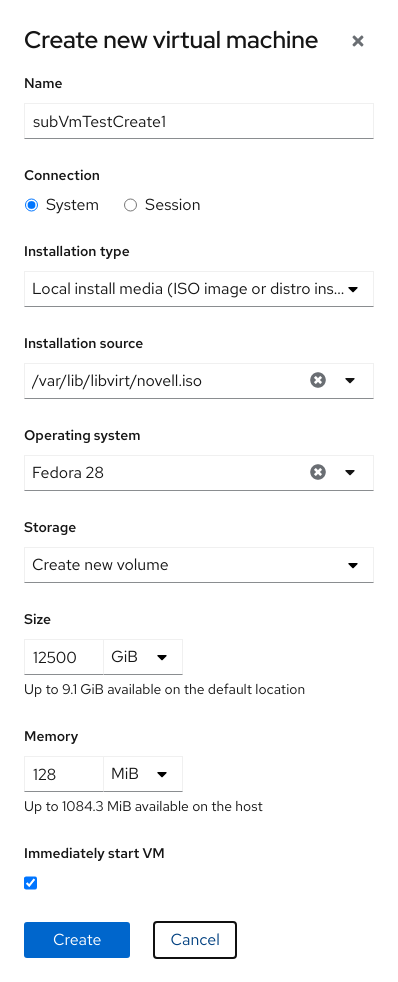 Create new virtual machine
Name
subVmTestCreate1
Connection
System Session
Installation type
Local install media (ISO image or distro ins...
Installation source
/var/lib/libvirt/novell.iso
Operating system
Fedora 28
Storage
Create new volume
Size
12500 GiB
Up to 9.1 GiB available on the default location
Memory
128 MiB
Up to 1084.3 MiB available on the host
Immediately start VM
Create Cancel